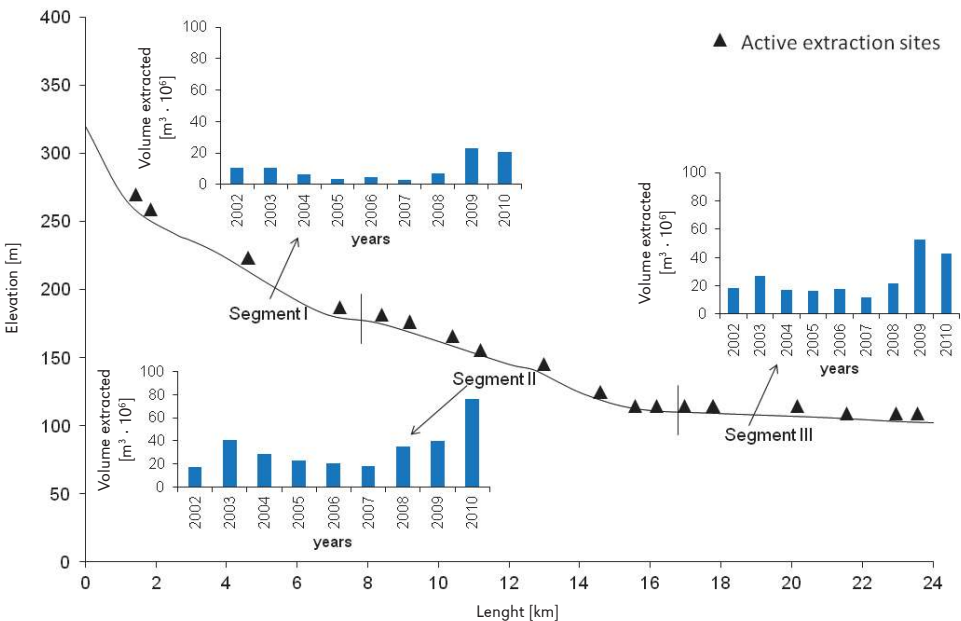 Active extraction sites
Elevation [m]
400
350
300
250
200
150
100
50
0
0 2 4 6 8 10 12 14 16 18 20 22 24
Lenght [km]
Volume extracted
[m³ · 10⁶]
100
80
60
40
20
0
2002 2003 2004 2005 2006 2007 2008 2009 2010
years
Segment I
Volume extracted
[m³ · 10⁶]
100
80
60
40
20
0
2002 2003 2004 2005 2006 2007 2008 2009 2010
years
Segment II
Volume extracted
[m³ · 10⁶]
100
80
60
40
20
0
2002 2003 2004 2005 2006 2007 2008 2009 2010
years
Segment III